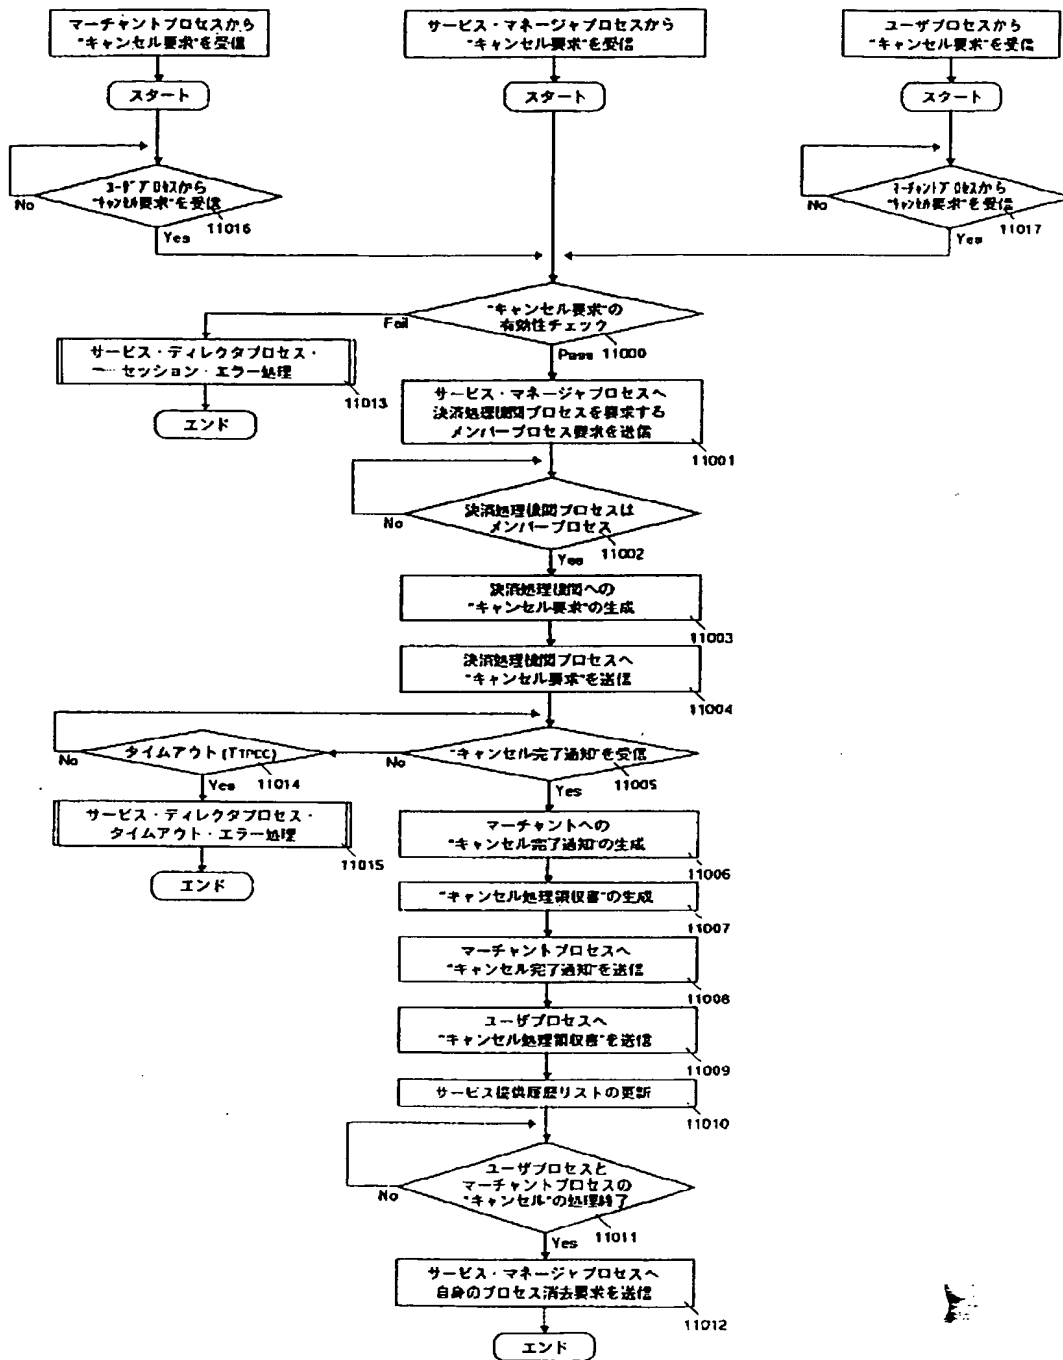 マーチャントプロセスから
"キャンセル要求"を受信
サービス・マネージャプロセスから
"キャンセル要求"を受信
ユーザプロセスから
"キャンセル要求"を受信
スタート
スタート
スタート
ユーザプロセスから
"キャンセル要求"を受信
No
11016
Yes
マーチャントプロセスから
"キャンセル要求"を受信
No
11017
Yes
"キャンセル要求"の
有効性チェック
Fail
11000
Pass
サービス・ディレクタプロセス・
セッション・エラー処理
11013
エンド
サービス・マネージャプロセスへ
決済処理機関プロセスを要求する
メンバープロセス要求を送信
11001
決済処理機関プロセスは
メンバープロセス
No
11002
Yes
決済処理機関への
"キャンセル要求"の生成
11003
決済処理機関プロセスへ
"キャンセル要求"を送信
11004
タイムアウト(TTPCC)
No
11014
Yes
"キャンセル完了通知"を受信
No
11005
Yes
サービス・ディレクタプロセス・
タイムアウト・エラー処理
11015
エンド
マーチャントへの
"キャンセル完了通知"の生成
11006
"キャンセル処理領収書"の生成
11007
マーチャントプロセスへ
"キャンセル完了通知"を送信
11008
ユーザプロセスへ
"キャンセル処理領収書"を送信
11009
サービス提供履歴リストの更新
11010
ユーザプロセスと
マーチャントプロセスの
"キャンセル"の処理終了
No
11011
Yes
サービス・マネージャプロセスへ
自身のプロセス消去要求を送信
11012
エンド